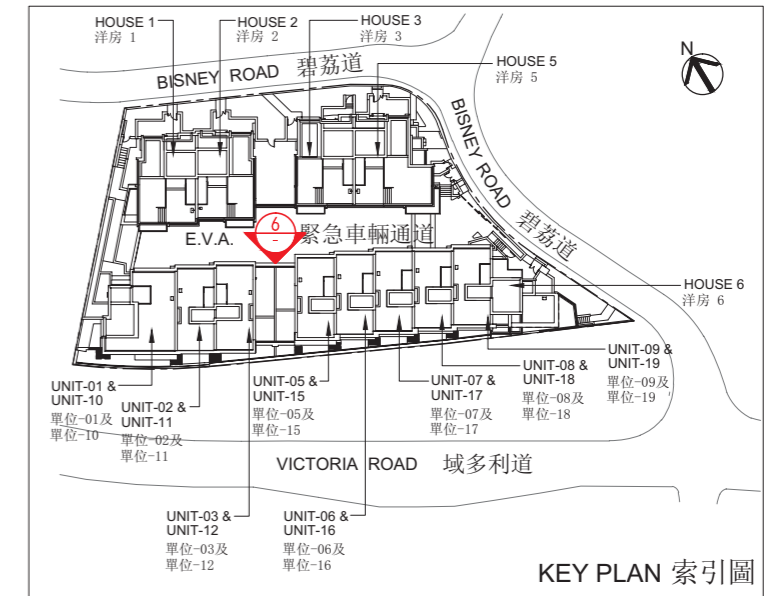 HOUSE 1
洋房 1
HOUSE 2
洋房 2
HOUSE 3
洋房 3
HOUSE 5
洋房 5
N
BISNEY ROAD 碧荔道
BISNEY ROAD 碧荔道
6
-
E.V.A. 緊急車輛通道
HOUSE 6
洋房 6
UNIT-01 &
UNIT-10
單位-01及
單位-10
UNIT-02 &
UNIT-11
單位-02及
單位-11
UNIT-05 &
UNIT-15
單位-05及
單位-15
UNIT-07 &
UNIT-17
單位-07及
單位-17
UNIT-08 &
UNIT-18
單位-08及
單位-18
UNIT-09 &
UNIT-19
單位-09及
單位-19
VICTORIA ROAD 域多利道
UNIT-03 &
UNIT-12
單位-03及
單位-12
UNIT-06 &
UNIT-16
單位-06及
單位-16
KEY PLAN 索引圖